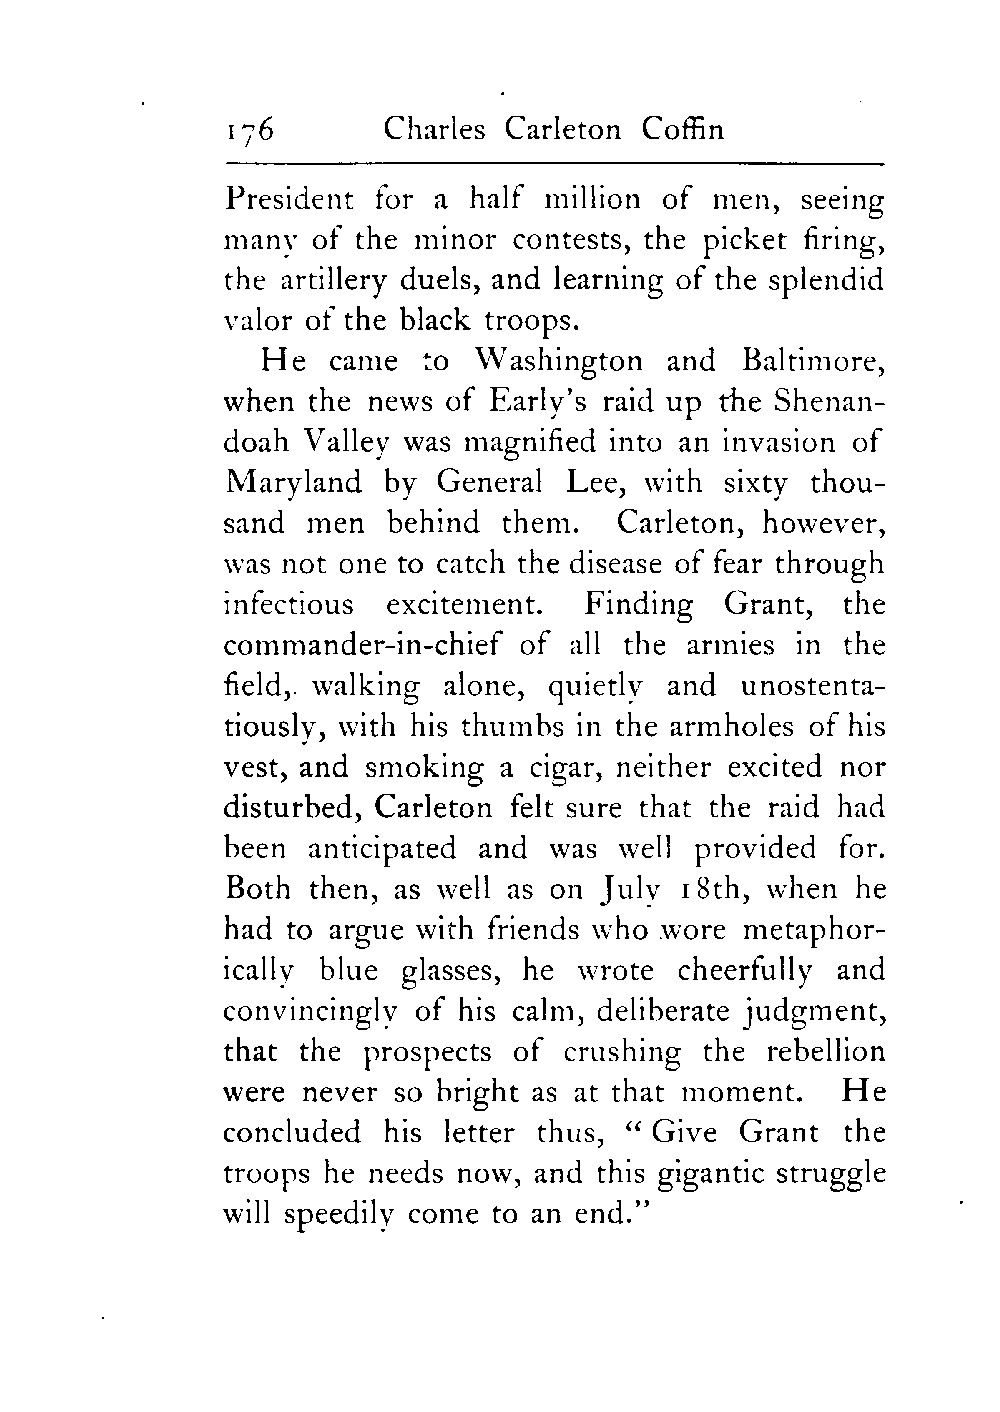 176 Charles Carleton Coffin
President for a half million of men, seeing
many of the minor contests, the picket firing,
the artillery duels, and learning of the splendid
valor of the black troops.
He came to Washington and Baltimore,
when the news of Early's raid up the Shenan-
doah Valley was magnified into an invasion of
Maryland by General Lee, with sixty thou-
sand men behind them. Carleton, however,
was not one to catch the disease of fear through
infectious excitement. Finding Grant, the
commander-in-chief of all the armies in the
field, walking alone, quietly and unostenta-
tiously, with his thumbs in the armholes of his
vest, and smoking a cigar, neither excited nor
disturbed, Carleton felt sure that the raid had
been anticipated and was well provided for.
Both then, as well as on July 18th, when he
had to argue with friends who wore metaphor-
ically blue glasses, he wrote cheerfully and
convincingly of his calm, deliberate judgment,
that the prospects of crushing the rebellion
were never so bright as at that moment. He
concluded his letter thus, “ Give Grant the
troops he needs now, and this gigantic struggle
will speedily come to an end.”